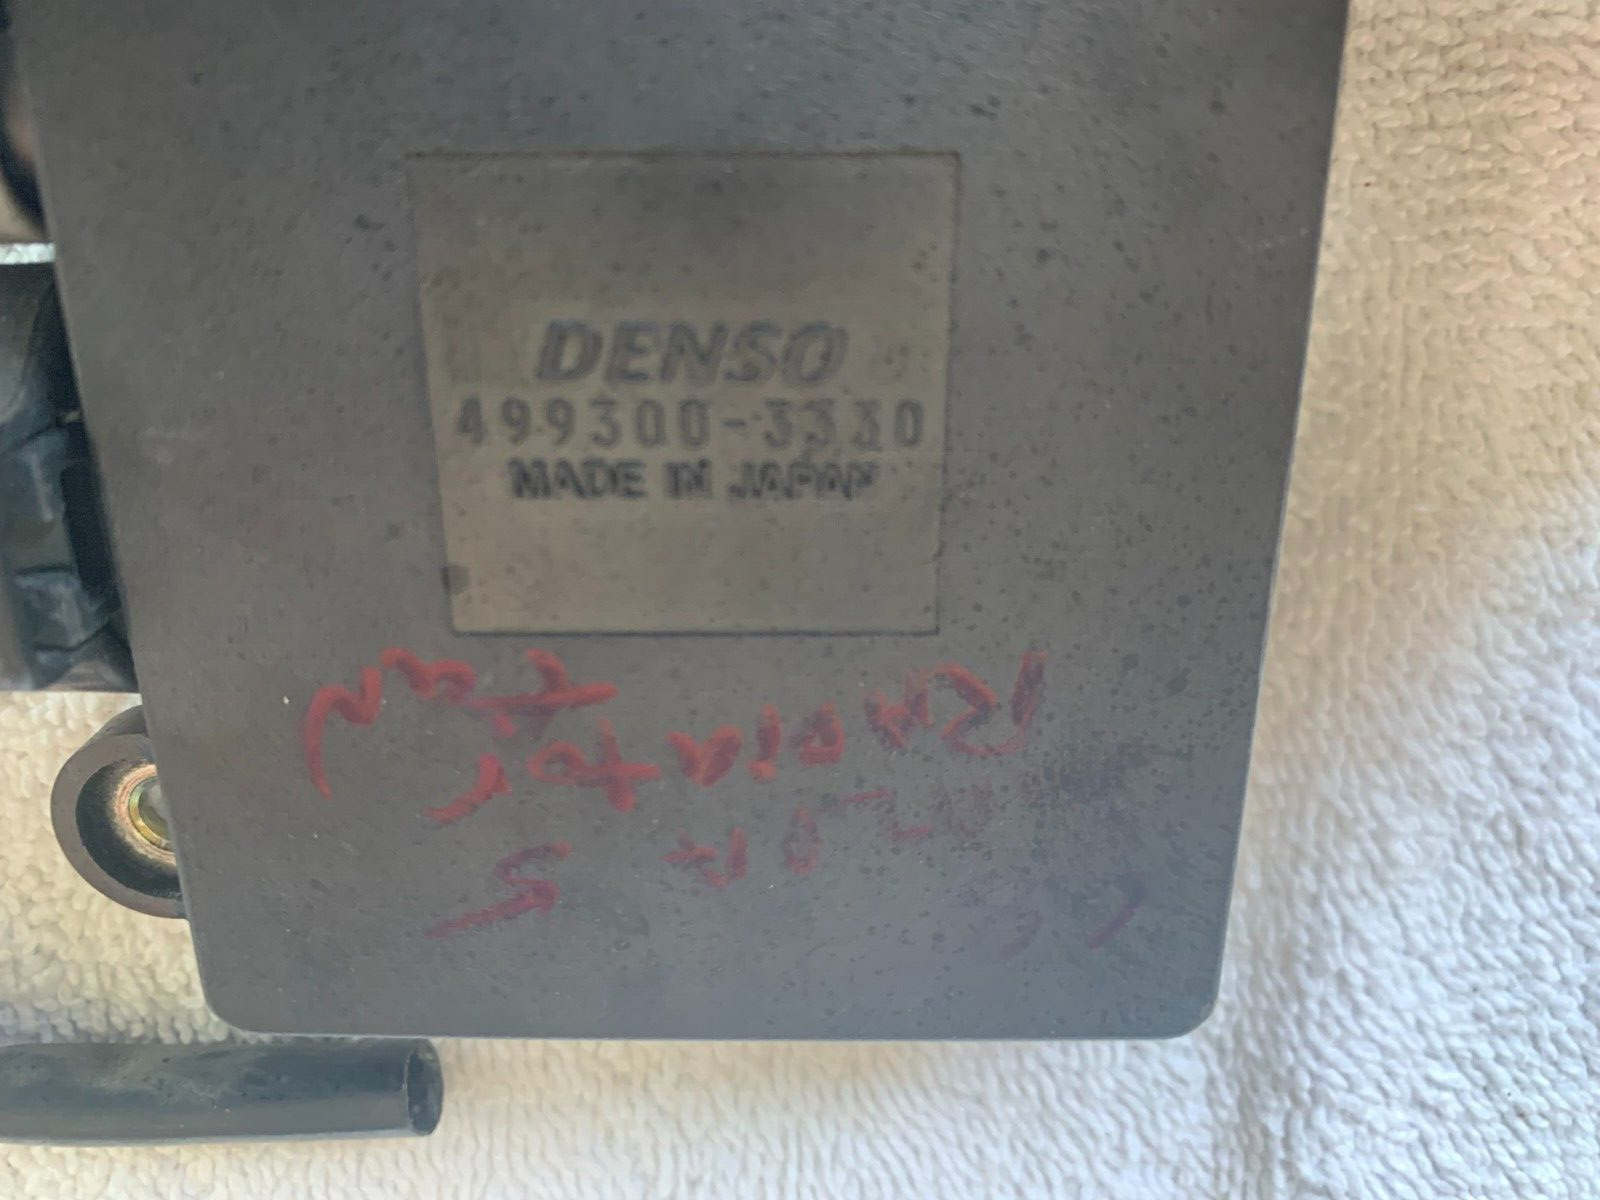 DENSO
499300-3330
MADE IN JAPAN
RADiator
fan